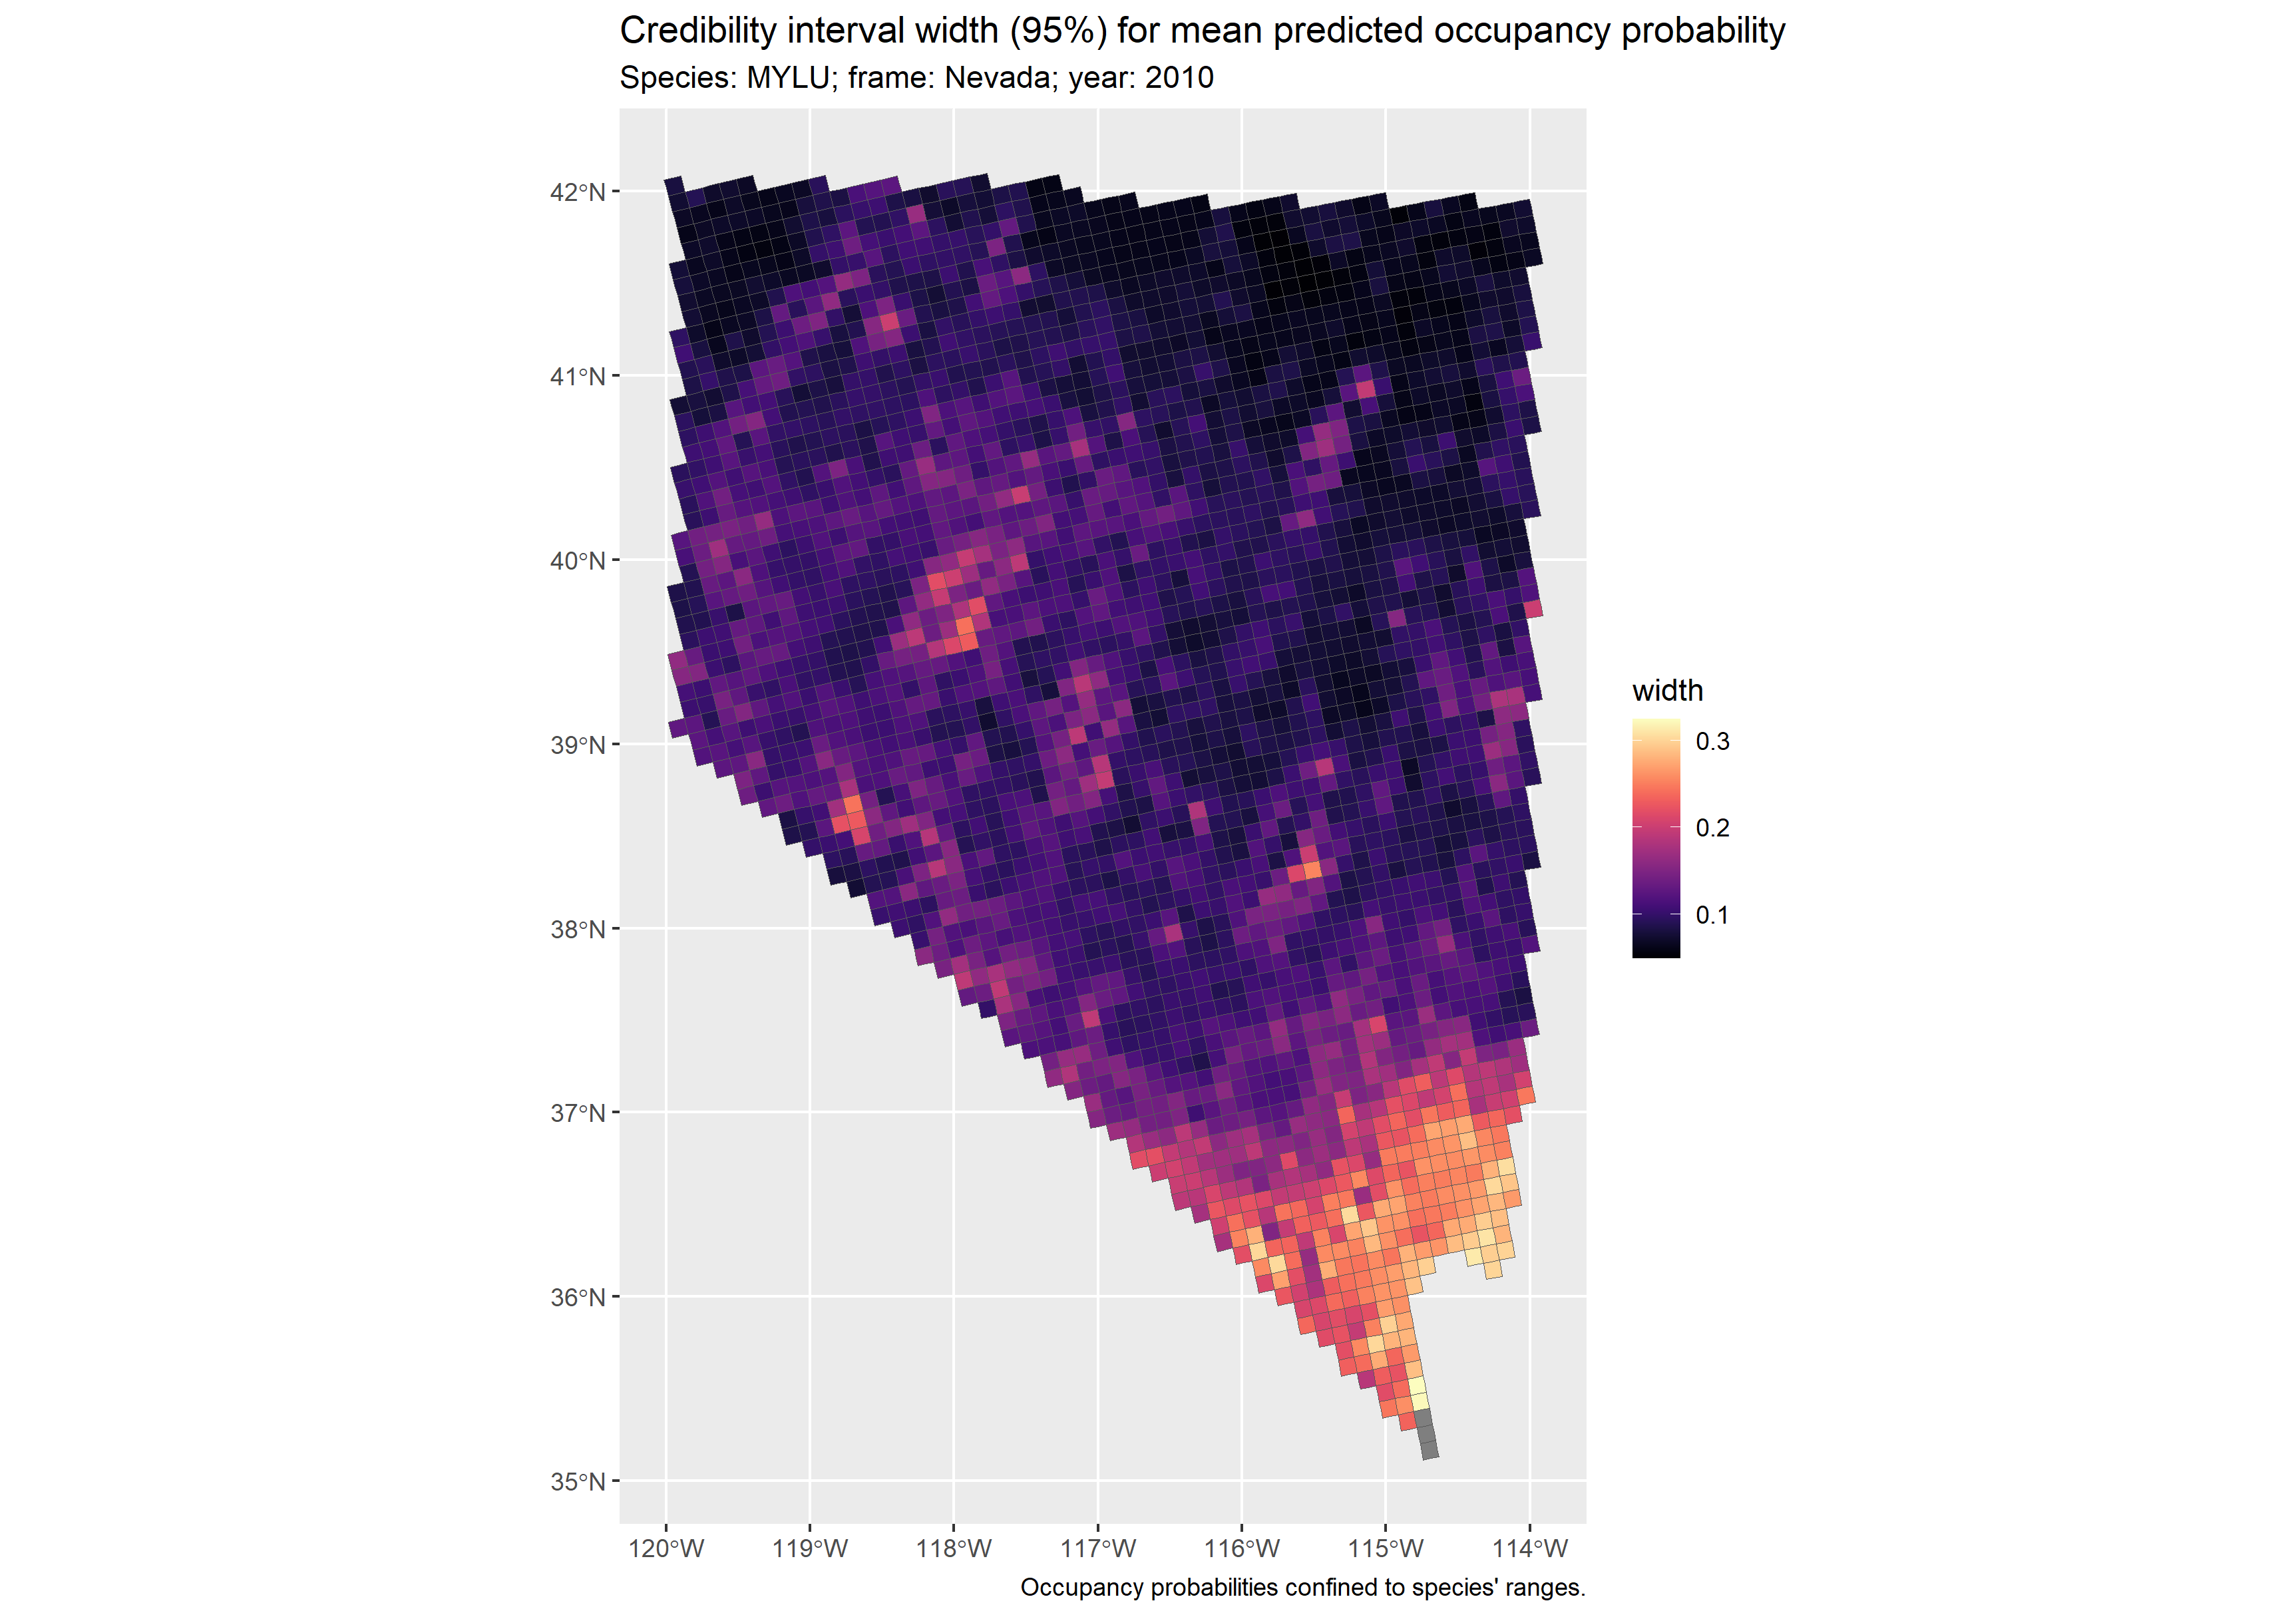 Credibility interval width (95%) for mean predicted occupancy probability
Species: MYLU; frame: Nevada; year: 2010
42°N
41°N
40°N
39°N
38°N
37°N
36°N
35°N
width
0.3
0.2
0.1
120°W 119°W 118°W 117°W 116°W 115°W 114°W
Occupancy probabilities confined to species' ranges.